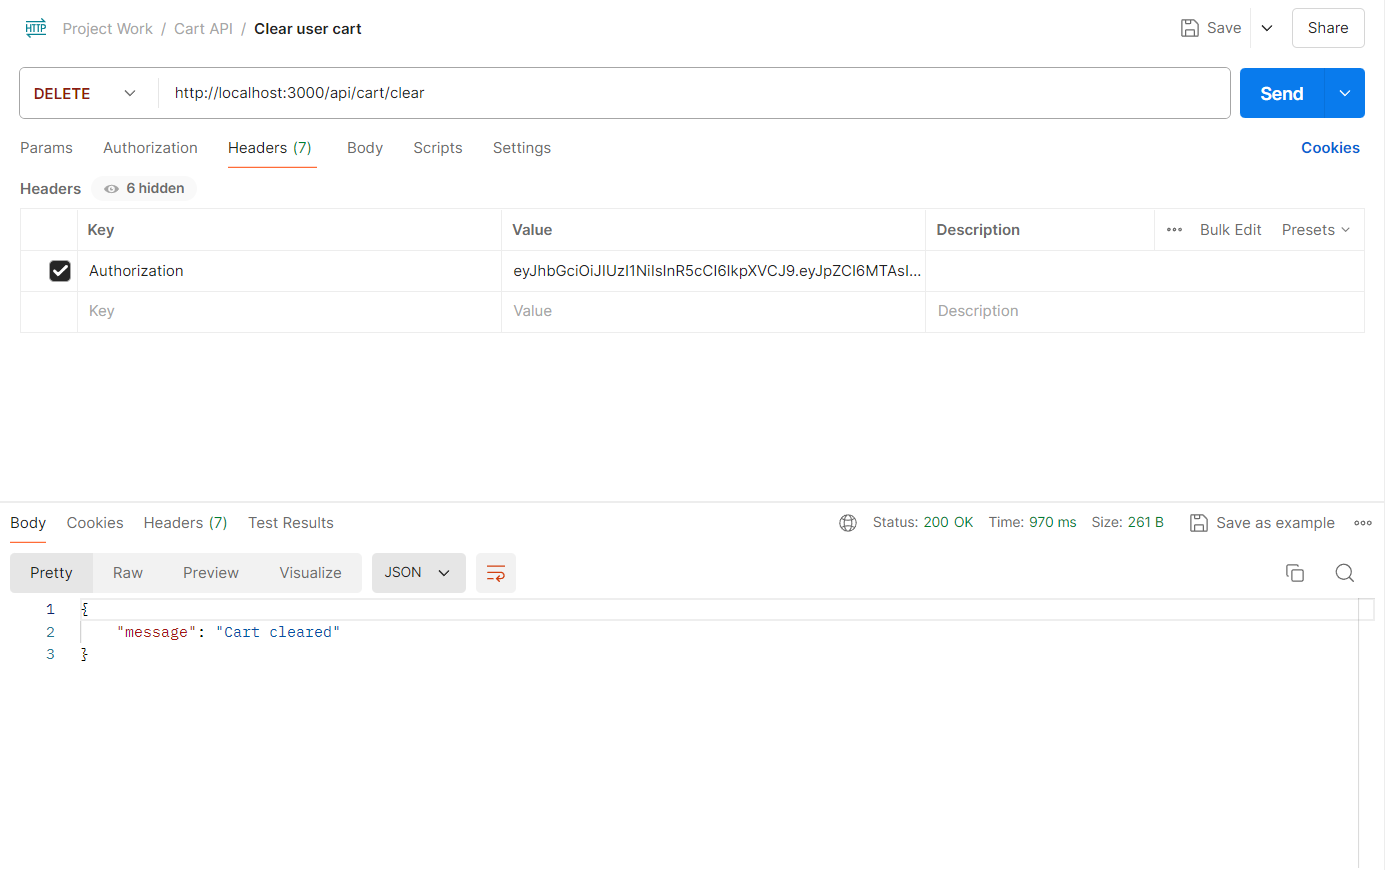 HTTP Project Work / Cart API / Clear user cart Save Share
DELETE http://localhost:3000/api/cart/clear Send
Params Authorization Headers (7) Body Scripts Settings Cookies
Headers 6 hidden
Key Value Description Bulk Edit Presets
Authorization eyJhbGciOiJIUzI1NiIsInR5cCI6IkpXVCJ9.eyJpZCI6MTAsI...
Key Value Description
Body Cookies Headers (7) Test Results Status: 200 OK Time: 970 ms Size: 261 B Save as example
Pretty Raw Preview Visualize JSON
1 {
2 "message": "Cart cleared"
3 }